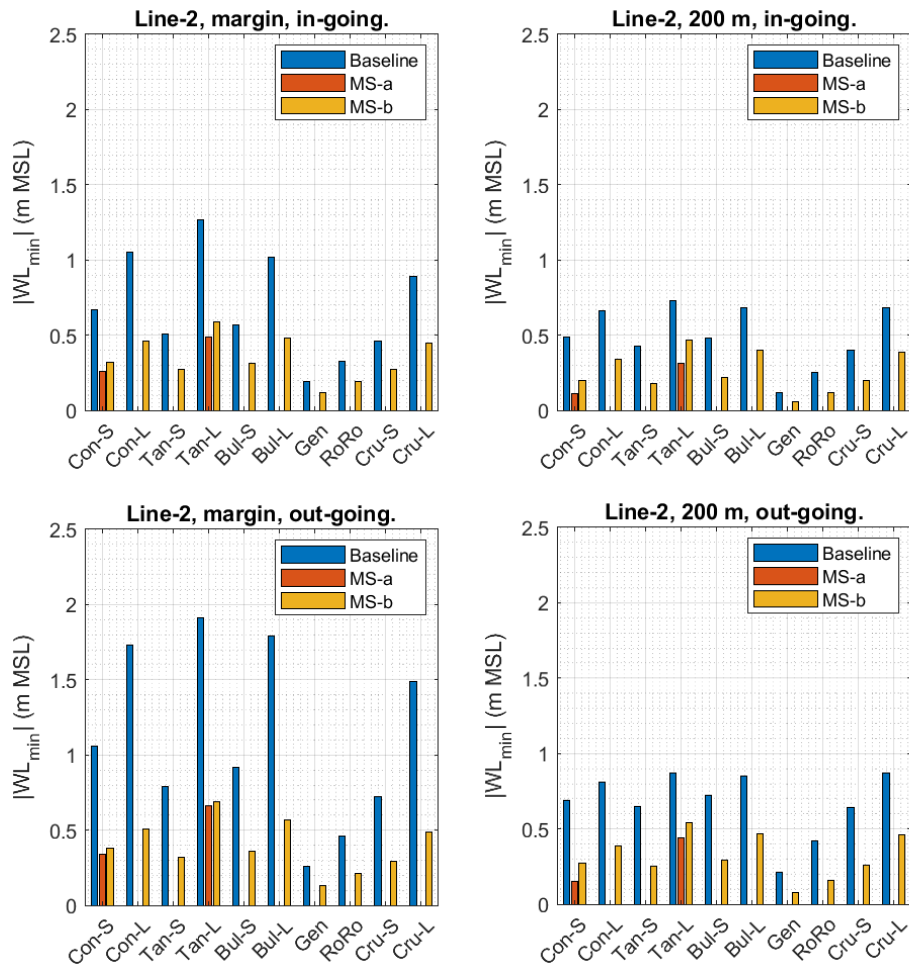 Line-2, margin, in-going.
2.5
2
1.5
1
0.5
0
|WL_min| (m MSL)
Baseline
MS-a
MS-b
Con-S
Con-L
Tan-S
Tan-L
Bul-S
Bul-L
Gen
RoRo
Cru-S
Cru-L
Line-2, 200 m, in-going.
2.5
2
1.5
1
0.5
0
|WL_min| (m MSL)
Baseline
MS-a
MS-b
Con-S
Con-L
Tan-S
Tan-L
Bul-S
Bul-L
Gen
RoRo
Cru-S
Cru-L
Line-2, margin, out-going.
2.5
2
1.5
1
0.5
0
|WL_min| (m MSL)
Baseline
MS-a
MS-b
Con-S
Con-L
Tan-S
Tan-L
Bul-S
Bul-L
Gen
RoRo
Cru-S
Cru-L
Line-2, 200 m, out-going.
2.5
2
1.5
1
0.5
0
|WL_min| (m MSL)
Baseline
MS-a
MS-b
Con-S
Con-L
Tan-S
Tan-L
Bul-S
Bul-L
Gen
RoRo
Cru-S
Cru-L